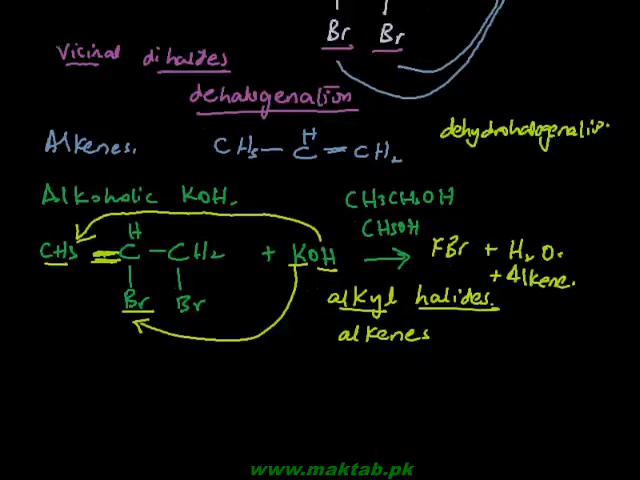 Br Br
Vicinal dihalides
dehalogenation
dehydrohalogenation
Alkenes. CH3 — C = CH2
H
Alkoholic KOH.
CH3CH2OH
CH3OH
H
CH3 = C — CH2 + KOH → KBr + H2O.
+ Alkene.
Br Br
alkyl halides.
alkenes
www.maktab.pk